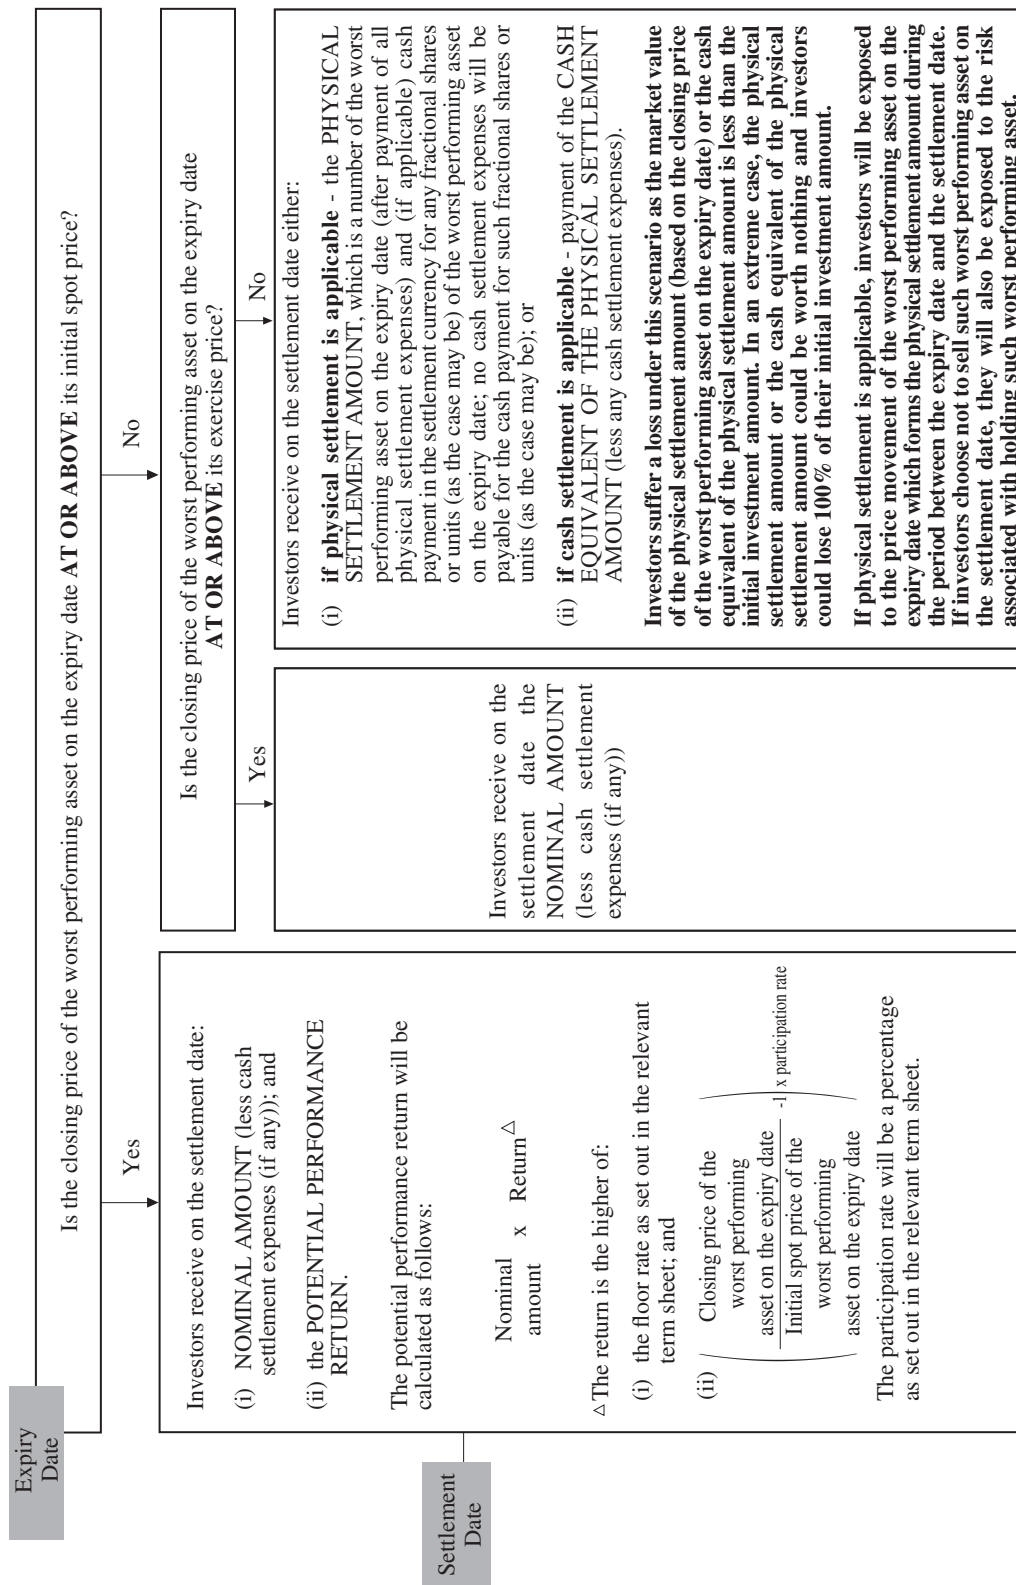 Expiry
Date
Is the closing price of the worst performing asset on the expiry date AT OR ABOVE its initial spot price?
Yes
No
Settlement
Date
Investors receive on the settlement date:
(i) NOMINAL AMOUNT (less cash
settlement expenses (if any)); and
(ii) the POTENTIAL PERFORMANCE
RETURN.
The potential performance return will be
calculated as follows:
Nominal
amount x Return△
△The return is the higher of:
(i) the floor rate as set out in the relevant
term sheet; and
(ii) Closing price of the
worst performing
asset on the expiry date
-1 x participation rate
Initial spot price of the
worst performing
asset on the expiry date
The participation rate will be a percentage
as set out in the relevant term sheet.
Is the closing price of the worst performing asset on the expiry date
AT OR ABOVE its exercise price?
Yes
No
Investors receive on the
settlement date the
NOMINAL AMOUNT
(less cash settlement
expenses (if any))
Investors receive on the settlement date either:
(i) if physical settlement is applicable - the PHYSICAL
SETTLEMENT AMOUNT, which is a number of the worst
performing asset on the expiry date (after payment of all
physical settlement expenses) and (if applicable) cash
payment in the settlement currency for any fractional shares
or units (as the case may be) of the worst performing asset
on the expiry date; no cash settlement expenses will be
payable for the cash payment for such fractional shares or
units (as the case may be); or
(ii) if cash settlement is applicable - payment of the CASH
EQUIVALENT OF THE PHYSICAL SETTLEMENT
AMOUNT (less any cash settlement expenses).
Investors suffer a loss under this scenario as the market value
of the physical settlement amount (based on the closing price
of the worst performing asset on the expiry date) or the cash
equivalent of the physical settlement amount is less than the
initial investment amount. In an extreme case, the physical
settlement amount or the cash equivalent of the physical
settlement amount could be worth nothing and investors
could lose 100% of their initial investment amount.
If physical settlement is applicable, investors will be exposed
to the price movement of the worst performing asset on the
expiry date which forms the physical settlement amount during
the period between the expiry date and the settlement date.
If investors choose not to sell such worst performing asset on
the settlement date, they will also be exposed to the risk
associated with holding such worst performing asset.